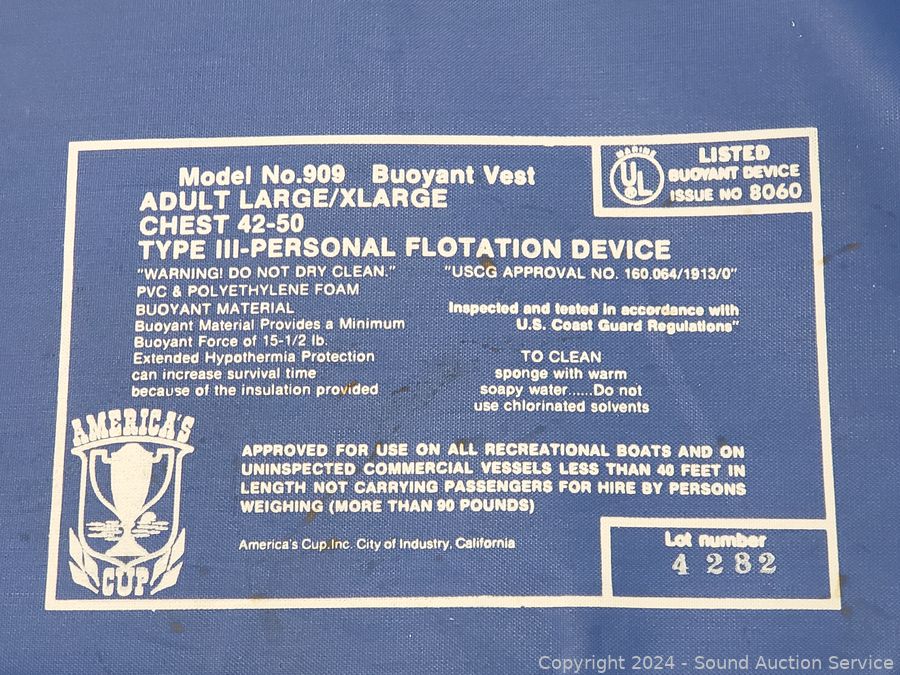 Model No.909 Buoyant Vest
ADULT LARGE/XLARGE
CHEST 42-50
TYPE III-PERSONAL FLOTATION DEVICE
MARINE
UL
LISTED
BUOYANT DEVICE
ISSUE NO 8060
"WARNING! DO NOT DRY CLEAN."
PVC & POLYETHYLENE FOAM
BUOYANT MATERIAL
Buoyant Material Provides a Minimum
Buoyant Force of 15-1/2 lb.
Extended Hypothermia Protection
can increase survival time
because of the insulation provided
"USCG APPROVAL NO. 160.064/1913/0"
Inspected and tested in accordance with
U.S. Coast Guard Regulations"
TO CLEAN
sponge with warm
soapy water......Do not
use chlorinated solvents
AMERICA'S
CUP
APPROVED FOR USE ON ALL RECREATIONAL BOATS AND ON
UNINSPECTED COMMERCIAL VESSELS LESS THAN 40 FEET IN
LENGTH NOT CARRYING PASSENGERS FOR HIRE BY PERSONS
WEIGHING (MORE THAN 90 POUNDS)
America's Cup,Inc. City of Industry, California
Lot number
4 282
Copyright 2024 - Sound Auction Service